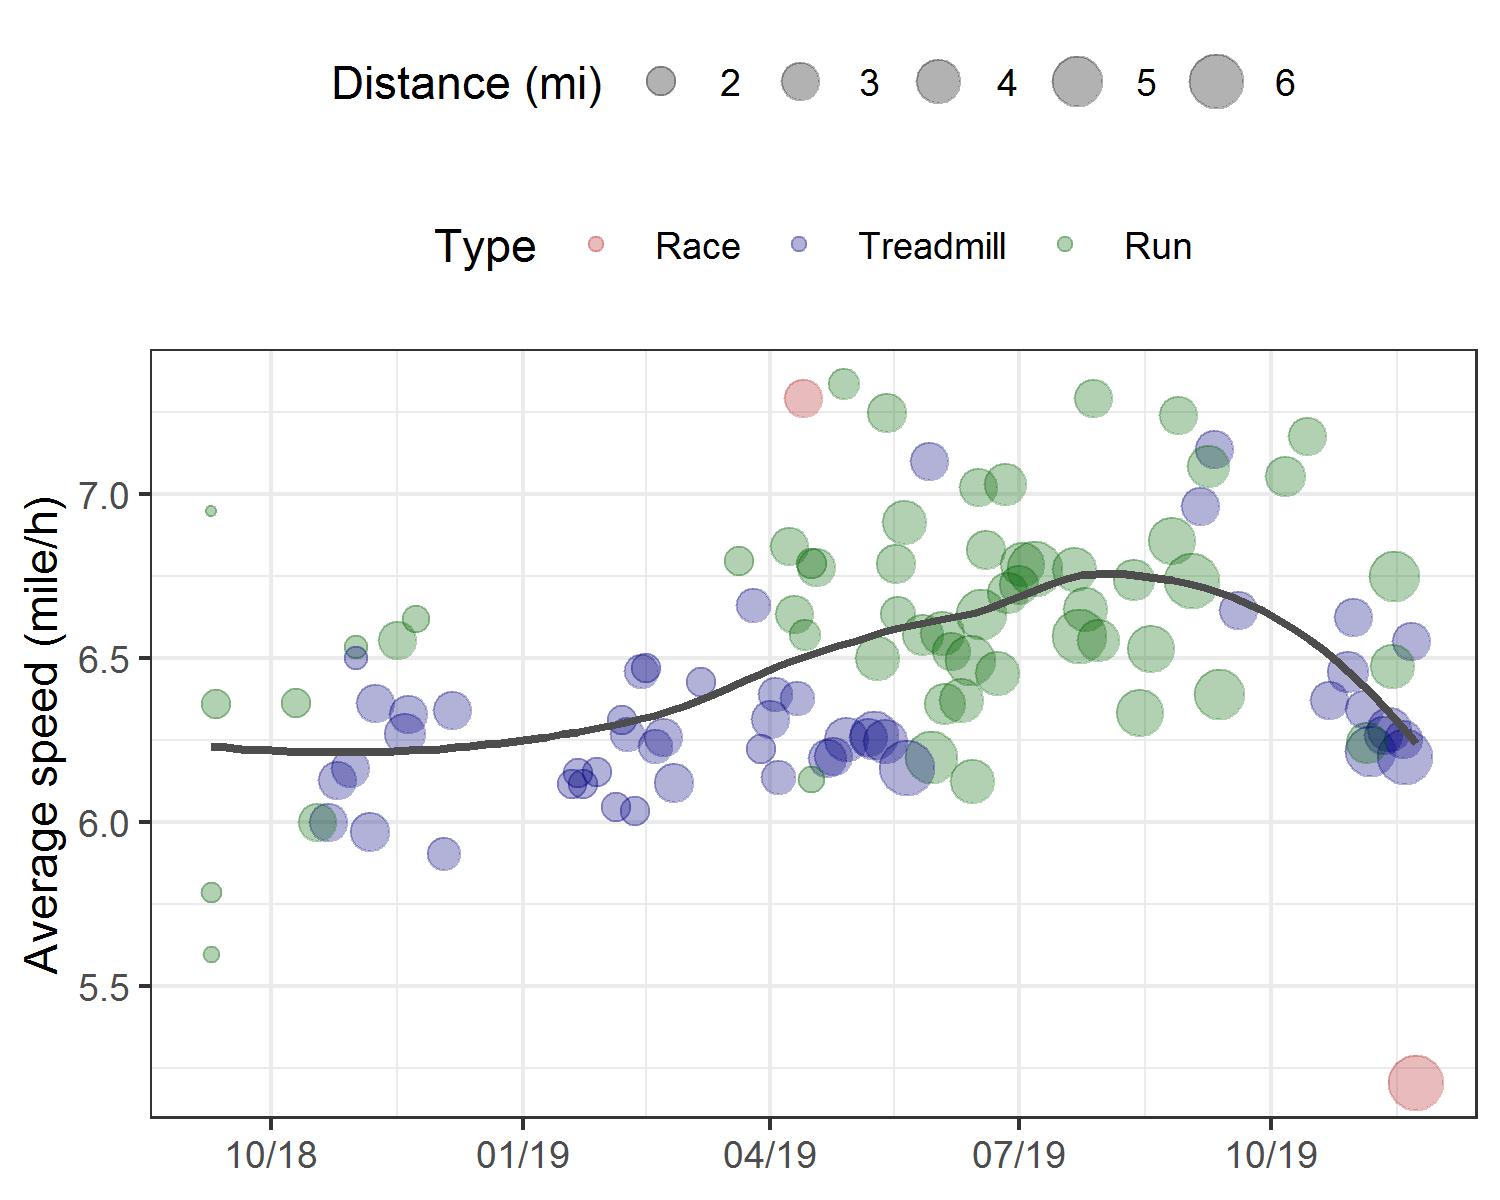 Distance (mi) 2 3 4 5 6
Type Race Treadmill Run
Average speed (mile/h)
7.0
6.5
6.0
5.5
10/18 01/19 04/19 07/19 10/19